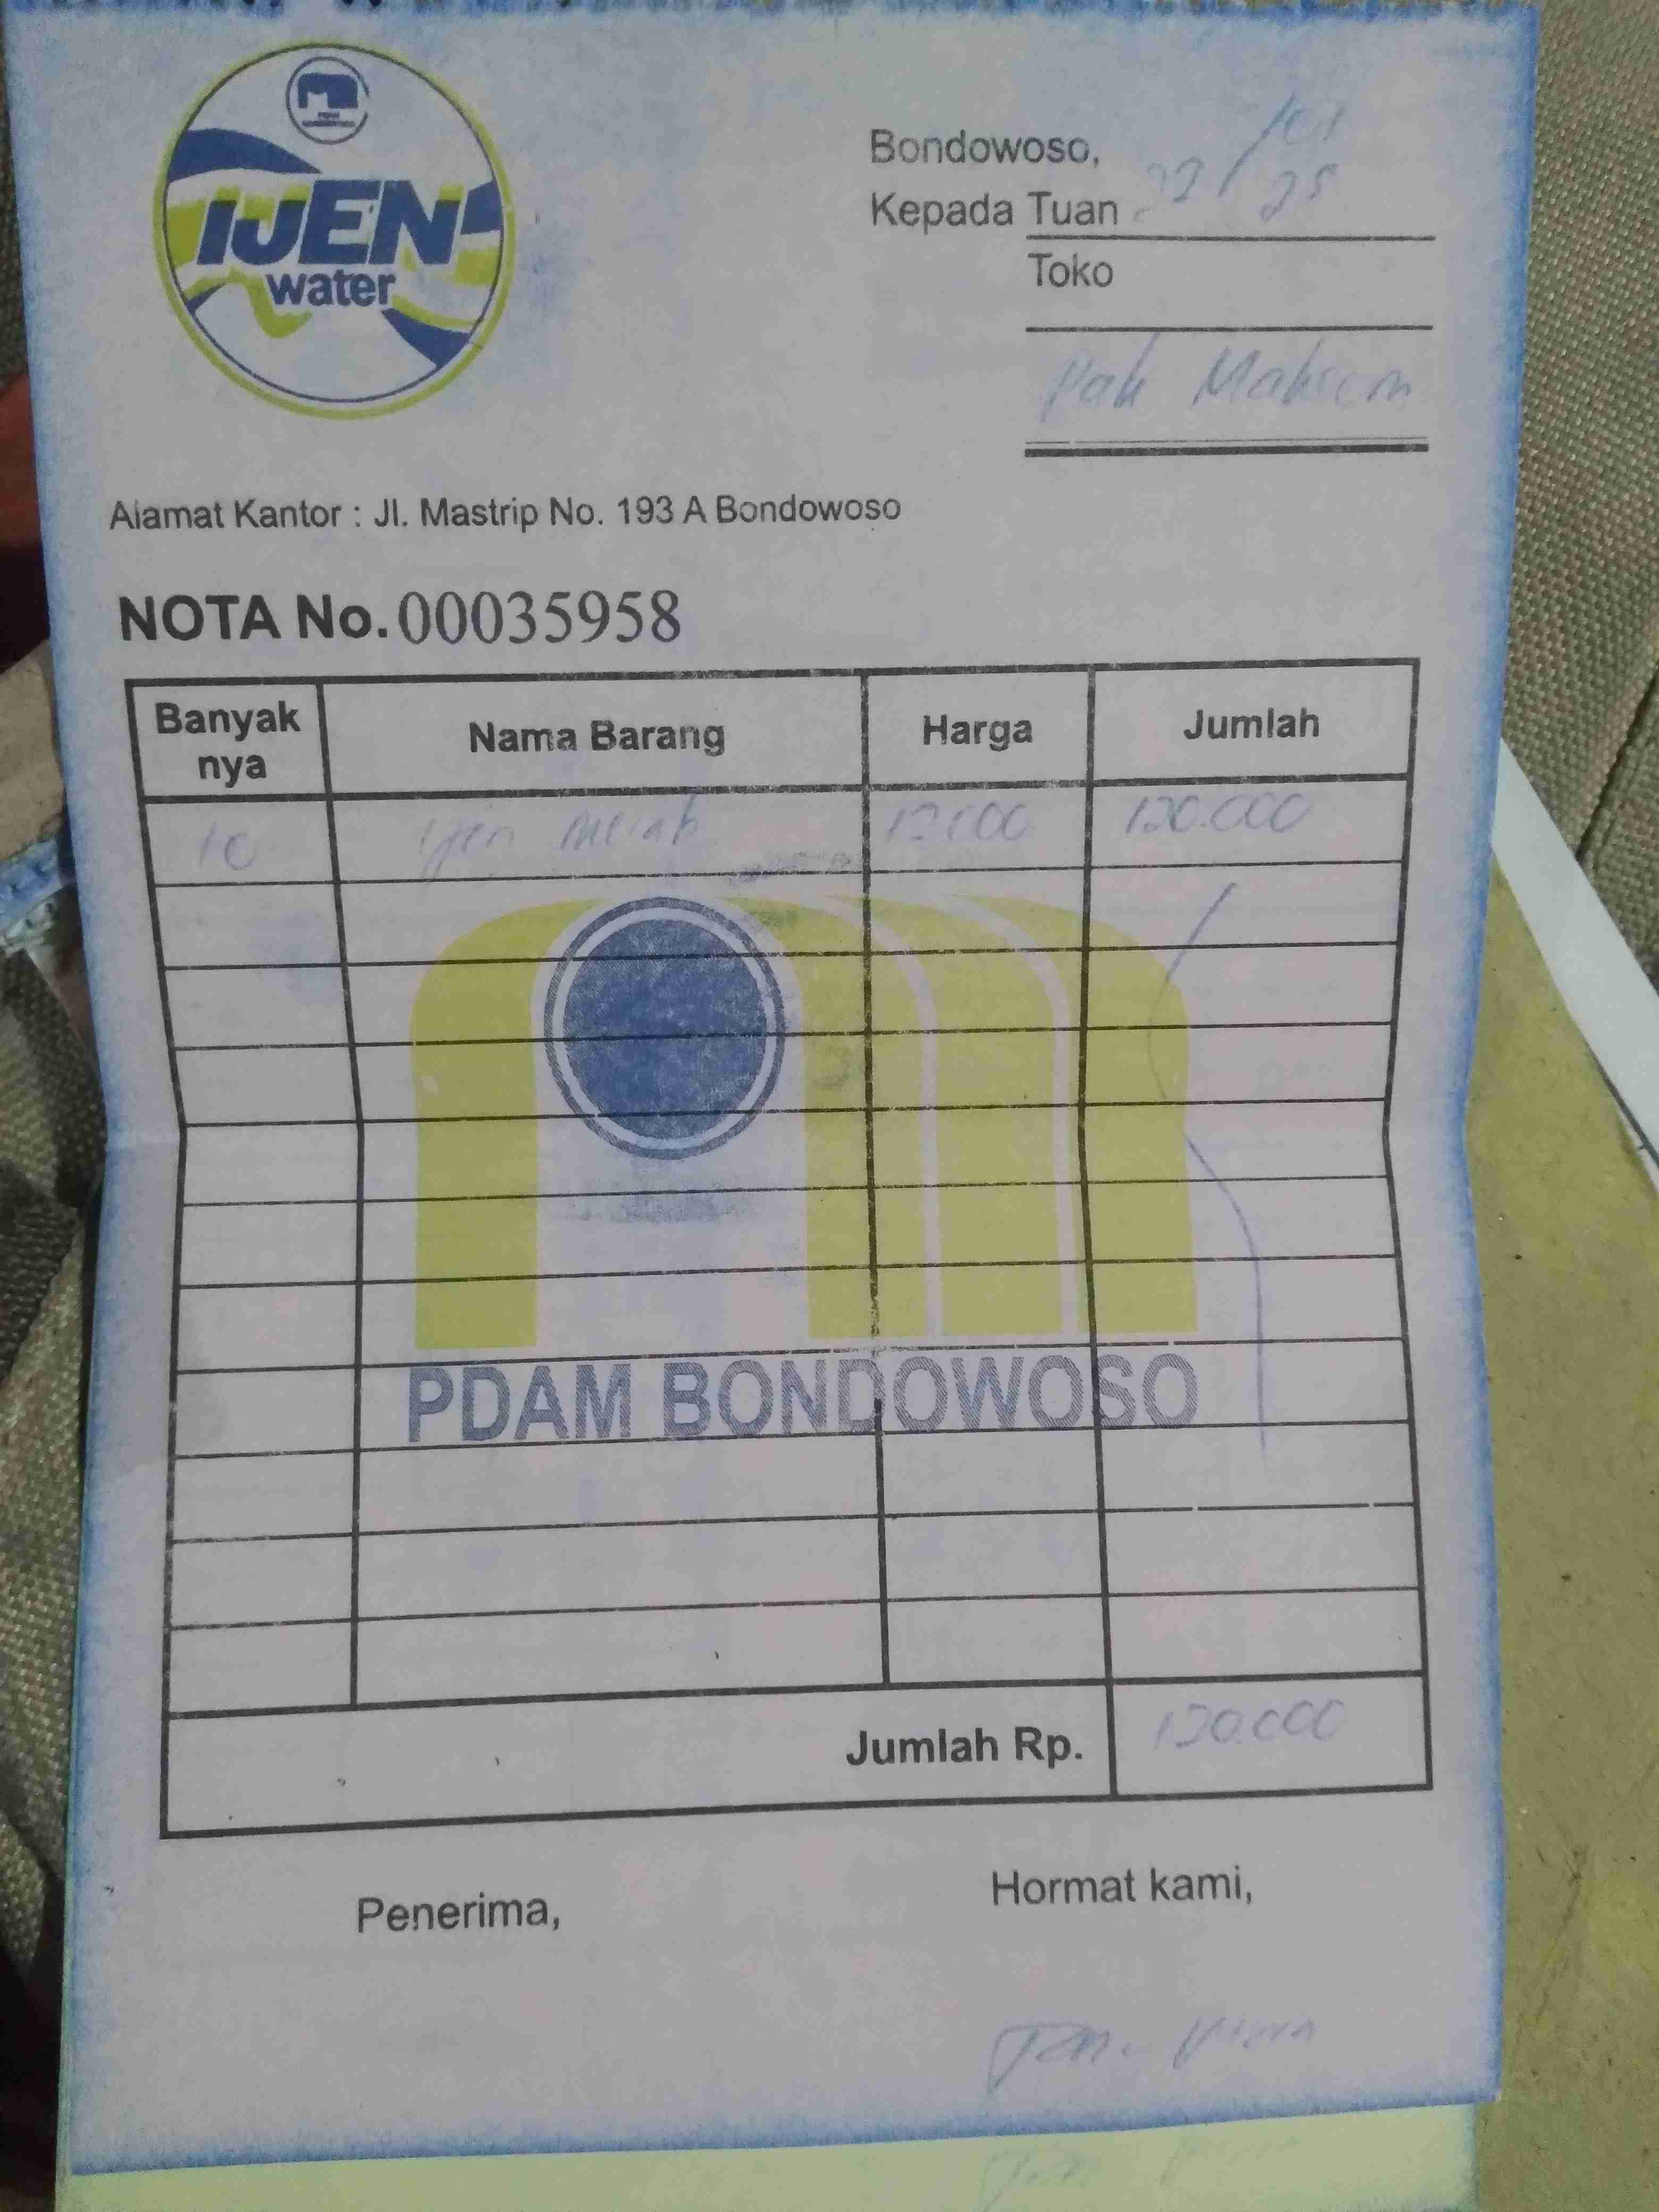 IJEN
water
Bondowoso, 22/01
25
Kepada Tuan
Toko
Pak Maksum
Alamat Kantor : Jl. Mastrip No. 193 A Bondowoso
NOTA No. 00035958
Banyak nya Nama Barang Harga Jumlah
10 Ijen 12.000 120.000
PDAM BONDOWOSO
Jumlah Rp. 120.000
Penerima, Hormat kami,